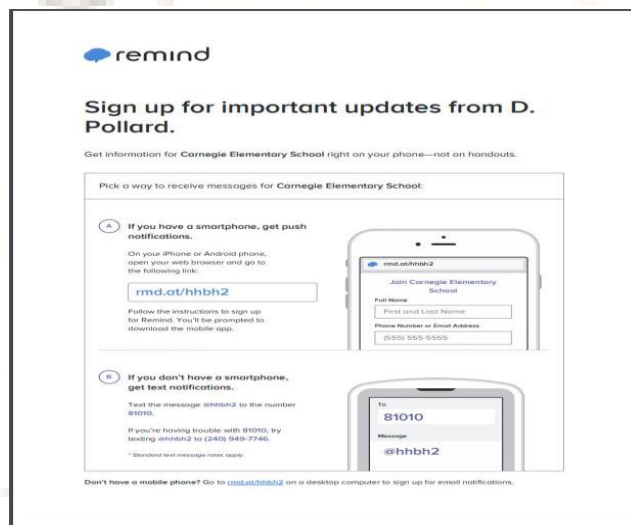 remind
Sign up for important updates from D.
Pollard.
Get information for Carnegie Elementary School right on your phone—not on handouts.
Pick a way to receive messages for Carnegie Elementary School:
A
If you have a smartphone, get push
notifications.
On your iPhone or Android phone,
open your web browser and go to
the following link:
rmd.at/hhbh2
Follow the instructions to sign up
for Remind. You'll be prompted to
download the mobile app.
rmd.at/hhbh2
Join Carnegie Elementary
School
Full Name
First and Last Name
Phone Number or Email Address
(555) 555-5555
B
If you don't have a smartphone,
get text notifications.
Text the message @hhbh2 to the number
81010.
If you're having trouble with 81010, try
texting @hhbh2 to (240) 949-7746.
* Standard text message rates apply.
To
81010
Message
@hhbh2
Don't have a mobile phone? Go to rmd.at/hhbh2 on a desktop computer to sign up for email notifications.